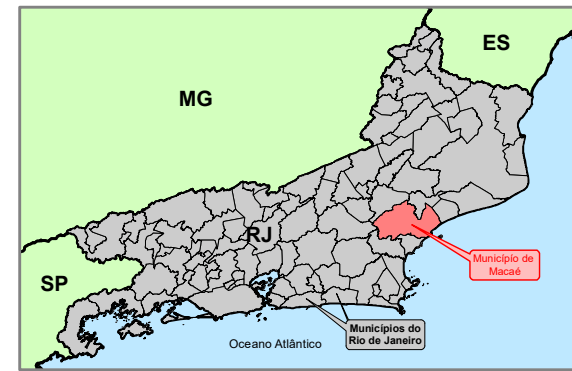 ES
MG
RJ
Município de
Macaé
SP
Municípios do
Rio de Janeiro
Oceano Atlântico